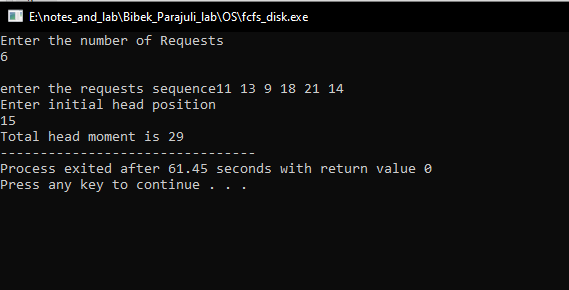 E:\notes_and_lab\Bibek_Parajuli_lab\OS\fcfs_disk.exe
Enter the number of Requests
6
enter the requests sequence11 13 9 18 21 14
Enter initial head position
15
Total head moment is 29
--------------------------------
Process exited after 61.45 seconds with return value 0
Press any key to continue . . .